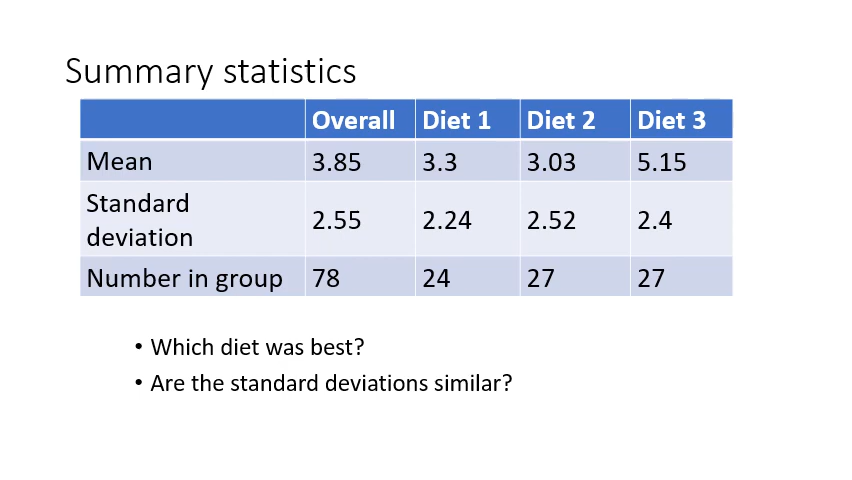 Summary statistics
Overall Diet 1 Diet 2 Diet 3
Mean 3.85 3.3 3.03 5.15
Standard
deviation 2.55 2.24 2.52 2.4
Number in group 78 24 27 27
• Which diet was best?
• Are the standard deviations similar?